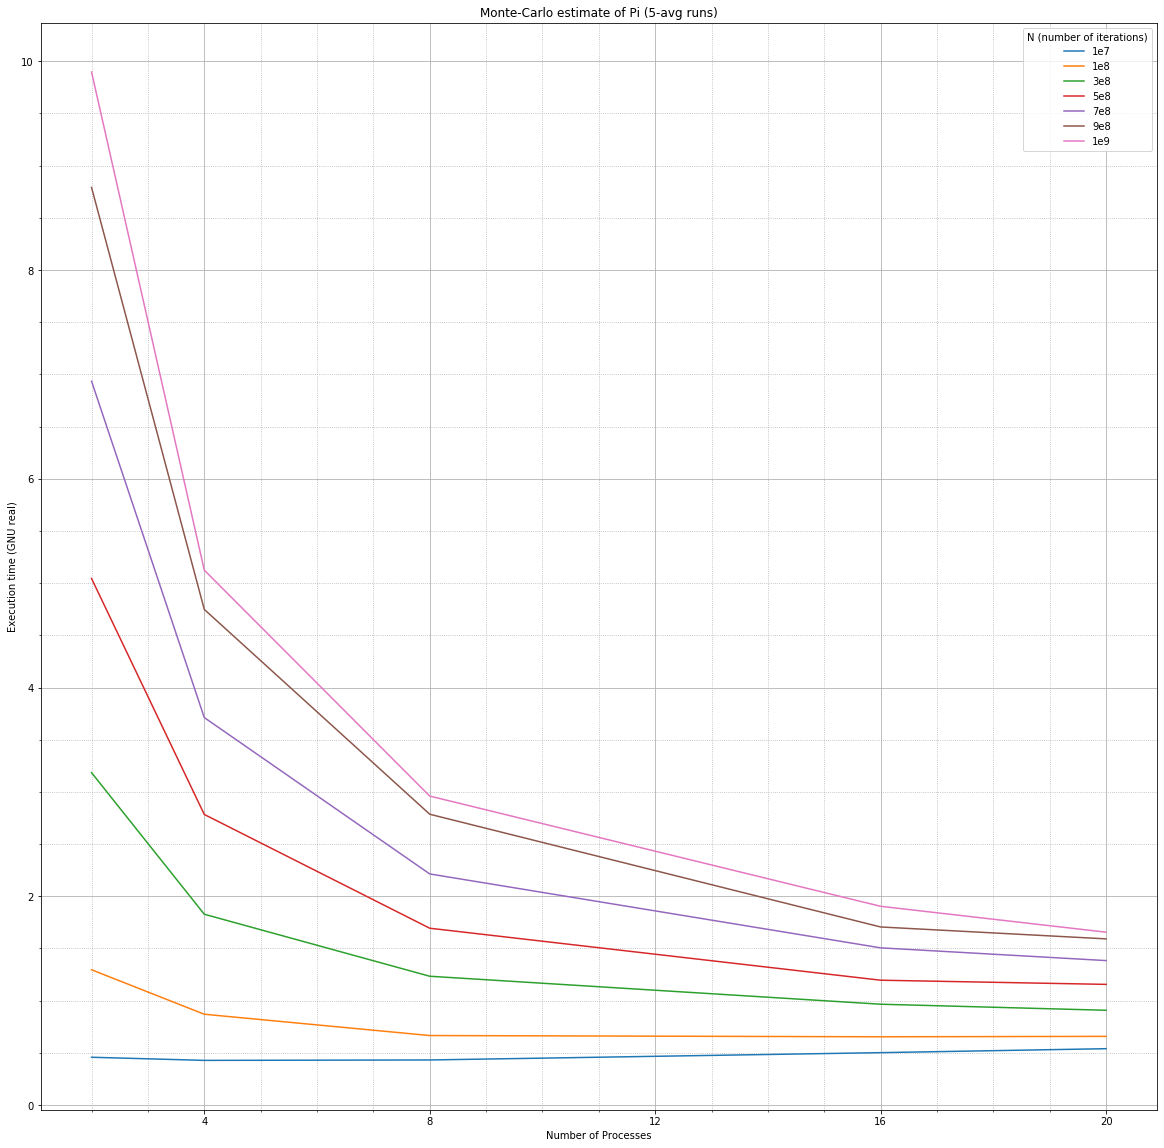 Monte-Carlo estimate of Pi (5-avg runs)
N (number of iterations)
1e7
1e8
3e8
5e8
7e8
9e8
1e9
Execution time (GNU real)
10
8
6
4
2
0
4 8 12 16 20
Number of Processes